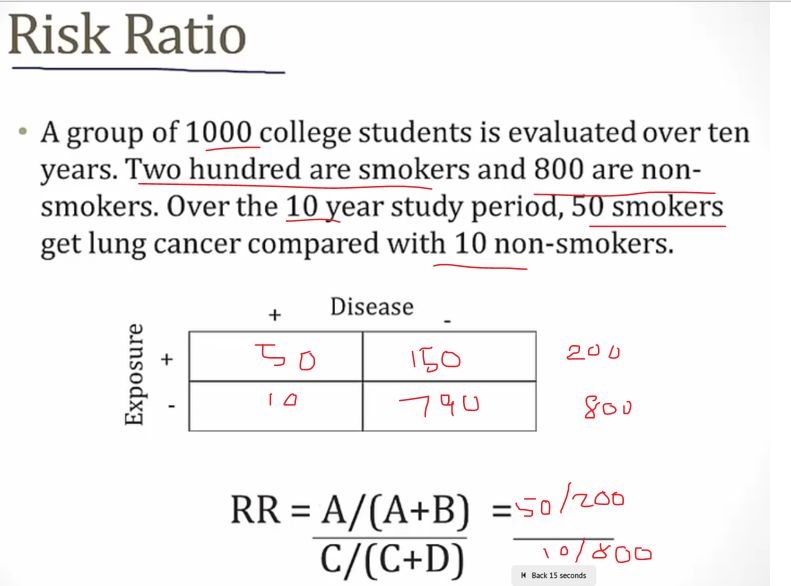 Risk Ratio
• A group of 1000 college students is evaluated over ten
years. Two hundred are smokers and 800 are non-
smokers. Over the 10 year study period, 50 smokers
get lung cancer compared with 10 non-smokers.
+ Disease -
Exposure
+ 50 150 200
- 10 790 800
RR = A/(A+B) = 50/200
C/(C+D) 10/800
Back 15 seconds